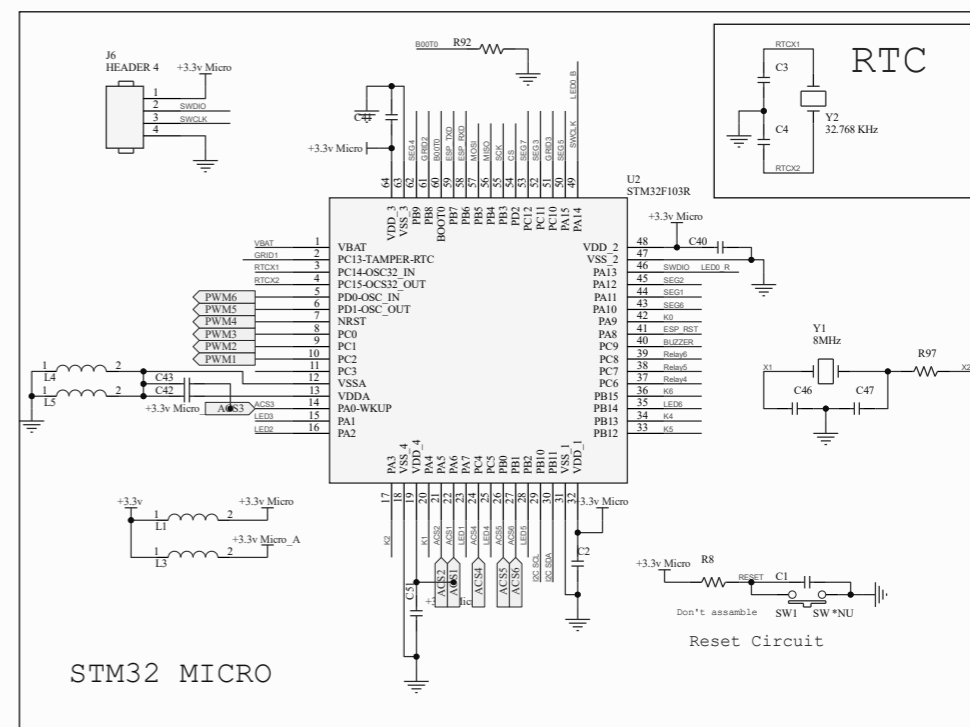 J6
HEADER 4
+3.3v Micro
1
2 SWDIO
3 SWCLK
4
BOOT0 R92
RTC
RTCX1
C3
C4
Y2
32.768 KHz
RTCX2
+3.3v Micro
SEG4
GRID2
BOOT0
ESP_TXD
ESP_RXD
MOSI
MISO
SCK
CS
SEG7
SEG2
GRID3
SEG5
SWCLK LED0_B
64 63 62 61 60 59 58 57 56 55 54 53 52 51 50 49
U2
STM32F103R
VDD_3
VSS_3
PB9
PB8
BOOT0
PB7
PB6
PB5
PB4
PB3
PD2
PC12
PC11
PC10
PA15
PA14
VBAT 1 VBAT
GRID1 2 PC13-TAMPER-RTC
RTCX1 3 PC14-OSC32_IN
RTCX2 4 PC15-OCS32_OUT
PWM6 5 PD0-OSC_IN
PWM5 6 PD1-OSC_OUT
PWM4 7 NRST
PWM3 8 PC0
PWM2 9 PC1
PWM1 10 PC2
11 PC3
12 VSSA
13 VDDA
ACS3 ACS3 14 PA0-WKUP
LED3 15 PA1
LED2 16 PA2
1 L4 2
1 L5 2
C43
C42
+3.3v Micro
+3.3v Micro
C40
VDD_2 48
VSS_2 47
PA13 46 SWDIO LED0_R
PA12 45 SEG2
PA11 44 SEG1
PA10 43 SEG6
PA9 42 K0
PA8 41 ESP_RST
PC9 40 BUZZER
PC8 39 Relay6
PC7 38 Relay5
PC6 37 Relay4
PB15 36 K6
PB14 35 LED6
PB13 34 K4
PB12 33 K5
Y1
8MHz
X1
R97
X2
C46
C47
PA3
VSS_4
VDD_4
PA4
PA5
PA6
PA7
PC4
PC5
PB0
PB1
PB2
PB10
PB11
VSS_1
VDD_1
17 18 19 20 21 22 23 24 25 26 27 28 29 30 31 32
K2
K1
ACS2
ACS1
LED1
ACS4
LED4
ACS5
ACS6
LED5
I2C SCL
I2C SDA
ACS2
ACS1
ACS4
ACS5
ACS6
+3.3v Micro
C2
+3.3v
+3.3v Micro
1 L1 2
+3.3v Micro_A
1 L3 2
+3.3v Micro
R8
RESET
C1
Don't assamble
SW1
SW *NU
Reset Circuit
STM32 MICRO